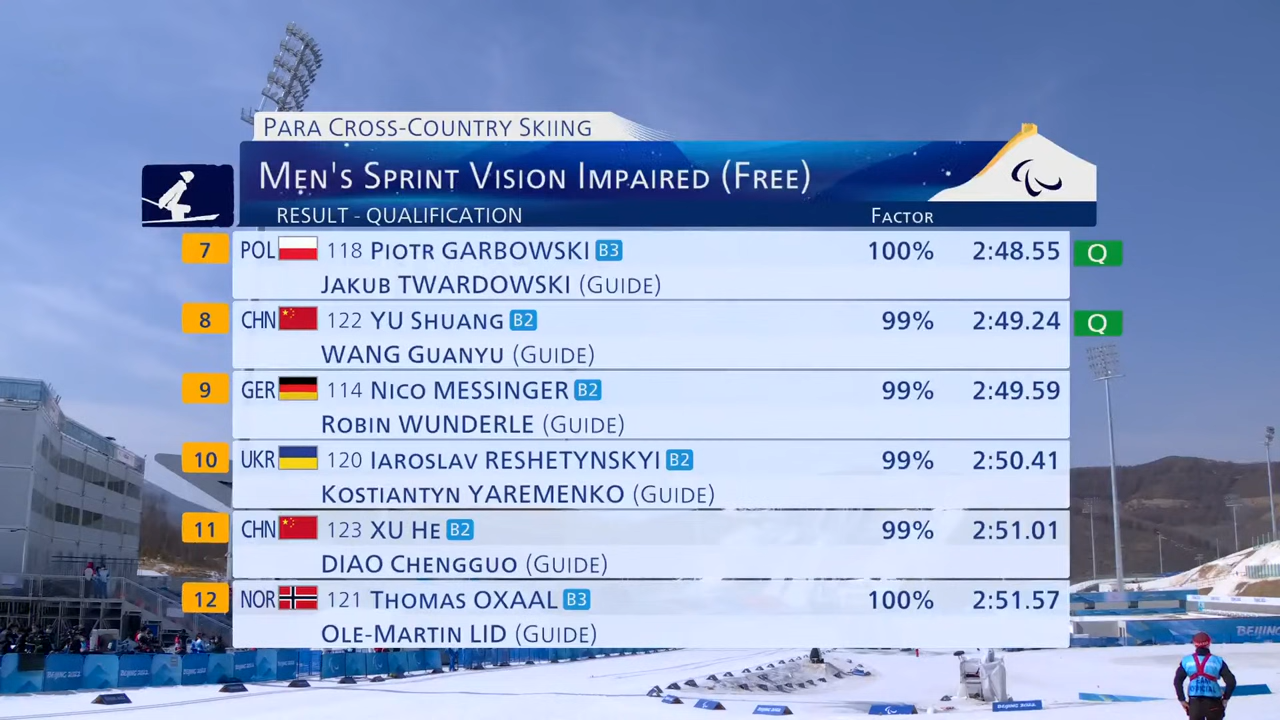 PARA CROSS-COUNTRY SKIING
MEN'S SPRINT VISION IMPAIRED (FREE)
RESULT - QUALIFICATION FACTOR
7 POL 118 PIOTR GARBOWSKI B3 100% 2:48.55 Q
JAKUB TWARDOWSKI (GUIDE)
8 CHN 122 YU SHUANG B2 99% 2:49.24 Q
WANG GUANYU (GUIDE)
9 GER 114 NICO MESSINGER B2 99% 2:49.59
ROBIN WUNDERLE (GUIDE)
10 UKR 120 IAROSLAV RESHETYNSKYI B2 99% 2:50.41
KOSTIANTYN YAREMENKO (GUIDE)
11 CHN 123 XU HE B2 99% 2:51.01
DIAO CHENGGUO (GUIDE)
12 NOR 121 THOMAS OXAAL B3 100% 2:51.57
OLE-MARTIN LID (GUIDE)
BEIJING
OFFICIAL